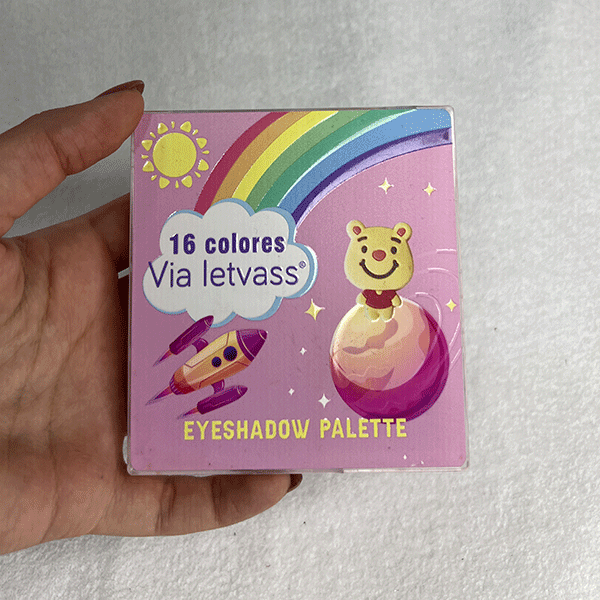 16 colores
Via letvass®
EYESHADOW PALETTE